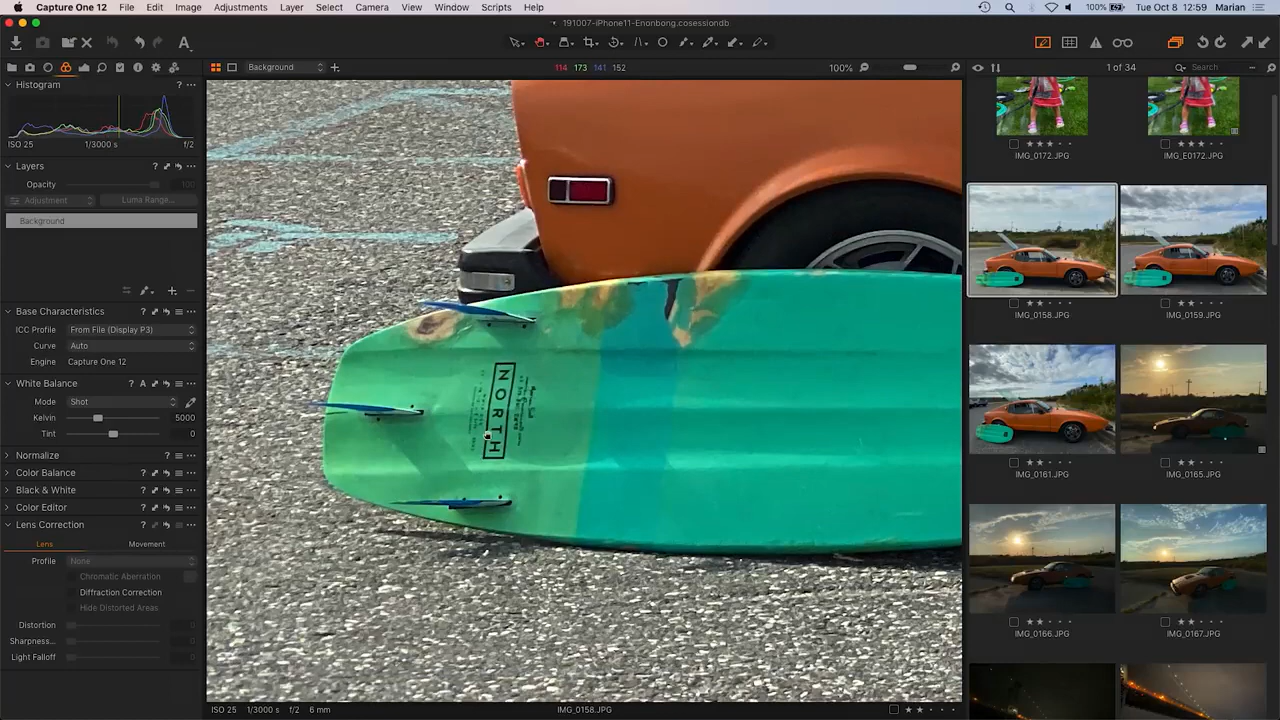 Capture One 12 File Edit View Image Adjustments Layer Select Camera Window Scripts Help 100% Tue Oct 8 12:59 Marian
191007-iPhone11-Enonbong.cosessiondb
Background 114 173 141 152 100% 1 of 34 Search
Histogram
ISO 25 1/3000 s f/2
Layers
Opacity 100
Adjustment Luma Range...
Background
Base Characteristics
ICC Profile From File (Display P3)
Curve Auto
Engine Capture One 12
White Balance
Mode Shot
Kelvin 5000
Tint 0
Normalize
Color Balance
Black & White
Color Editor
Lens Correction
Lens Movement
Profile None
Chromatic Aberration
Diffraction Correction
Hide Distorted Areas
Distortion 0
Sharpness... 0
Light Falloff 0
NORTH
ISO 25 1/3000 s f/2 6 mm IMG_0158.JPG
IMG_0172.JPG IMG_E0172.JPG
IMG_0158.JPG IMG_0159.JPG
IMG_0161.JPG IMG_0165.JPG
IMG_0166.JPG IMG_0167.JPG